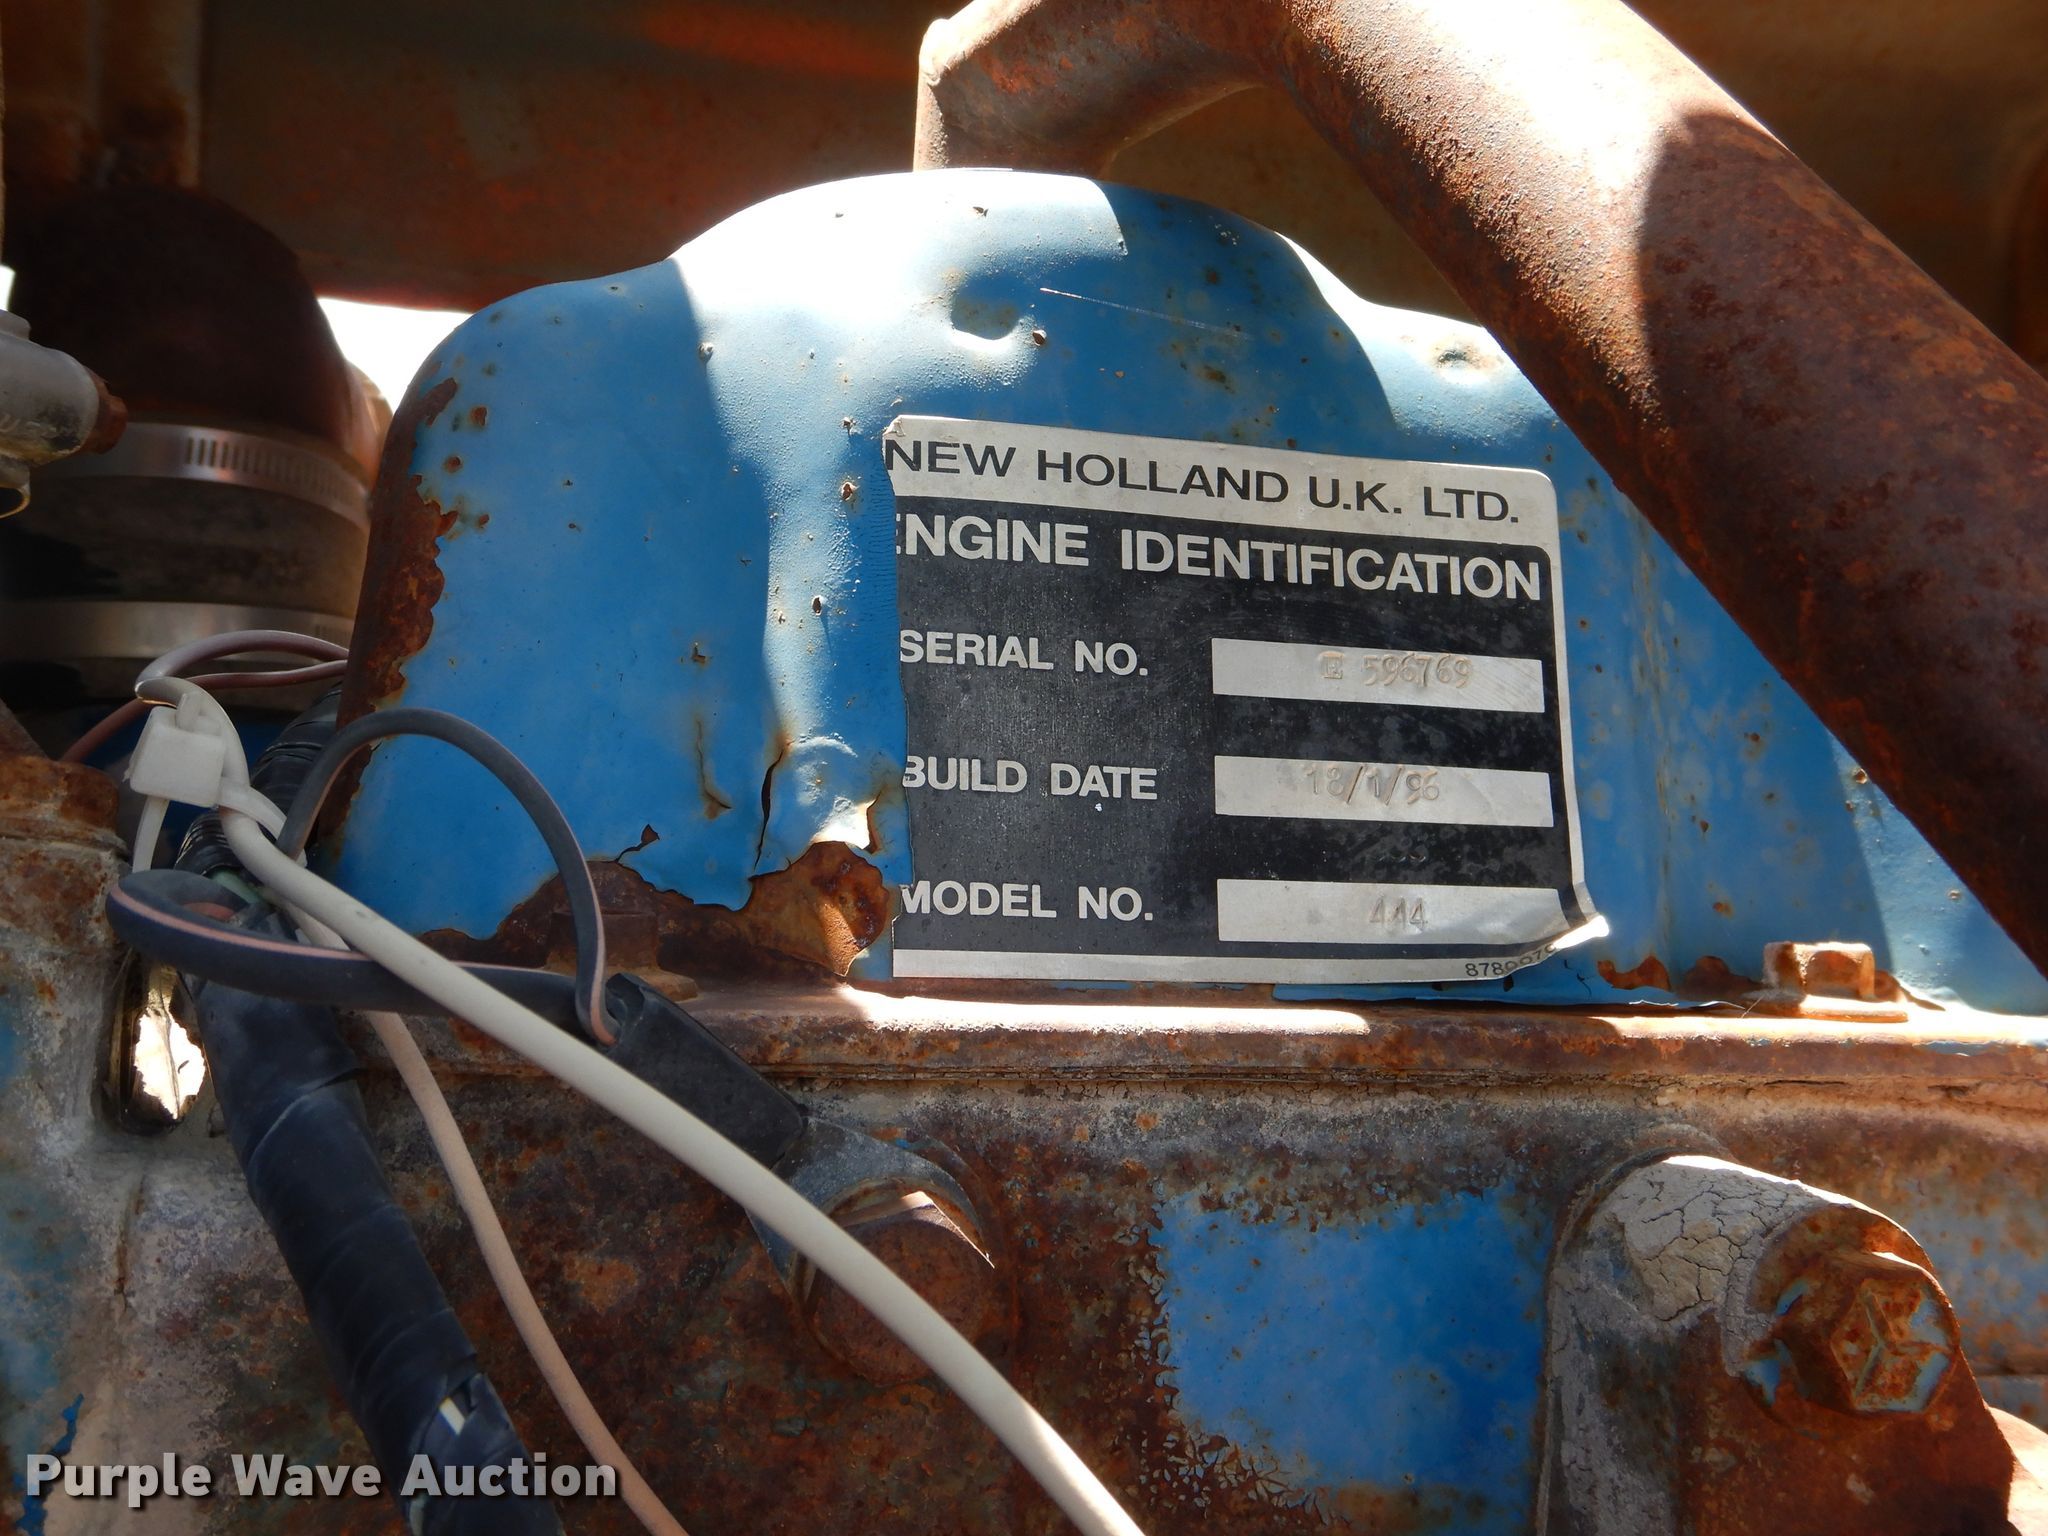 NEW HOLLAND U.K. LTD.
ENGINE IDENTIFICATION
SERIAL NO. E 596769
BUILD DATE 18/1/96
MODEL NO. 444
Purple Wave Auction